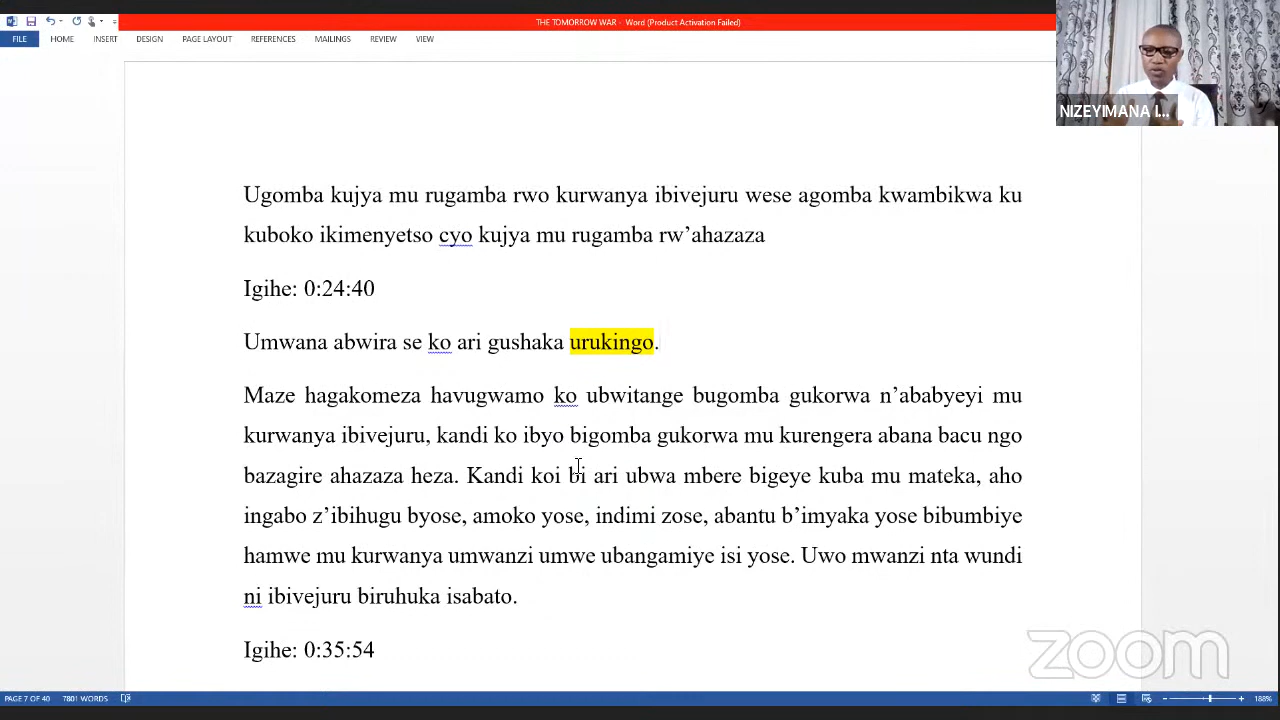 THE TOMORROW WAR - Word (Product Activation Failed)
FILE HOME INSERT DESIGN PAGE LAYOUT REFERENCES MAILINGS REVIEW VIEW
NIZEYIMANA I...
Ugomba kujya mu rugamba rwo kurwanya ibivejuru wese agomba kwambikwa ku
kuboko ikimenyetso cyo kujya mu rugamba rw’ahazaza
Igihe: 0:24:40
Umwana abwira se ko ari gushaka urukingo.
Maze hagakomeza havugwamo ko ubwitange bugomba gukorwa n’ababyeyi mu
kurwanya ibivejuru, kandi ko ibyo bigomba gukorwa mu kurengera abana bacu ngo
bazagire ahazaza heza. Kandi koi bi ari ubwa mbere bigeye kuba mu mateka, aho
ingabo z’ibihugu byose, amoko yose, indimi zose, abantu b’imyaka yose bibumbiye
hamwe mu kurwanya umwanzi umwe ubangamiye isi yose. Uwo mwanzi nta wundi
ni ibivejuru biruhuka isabato.
Igihe: 0:35:54
zoom
PAGE 7 OF 40 7801 WORDS 188%